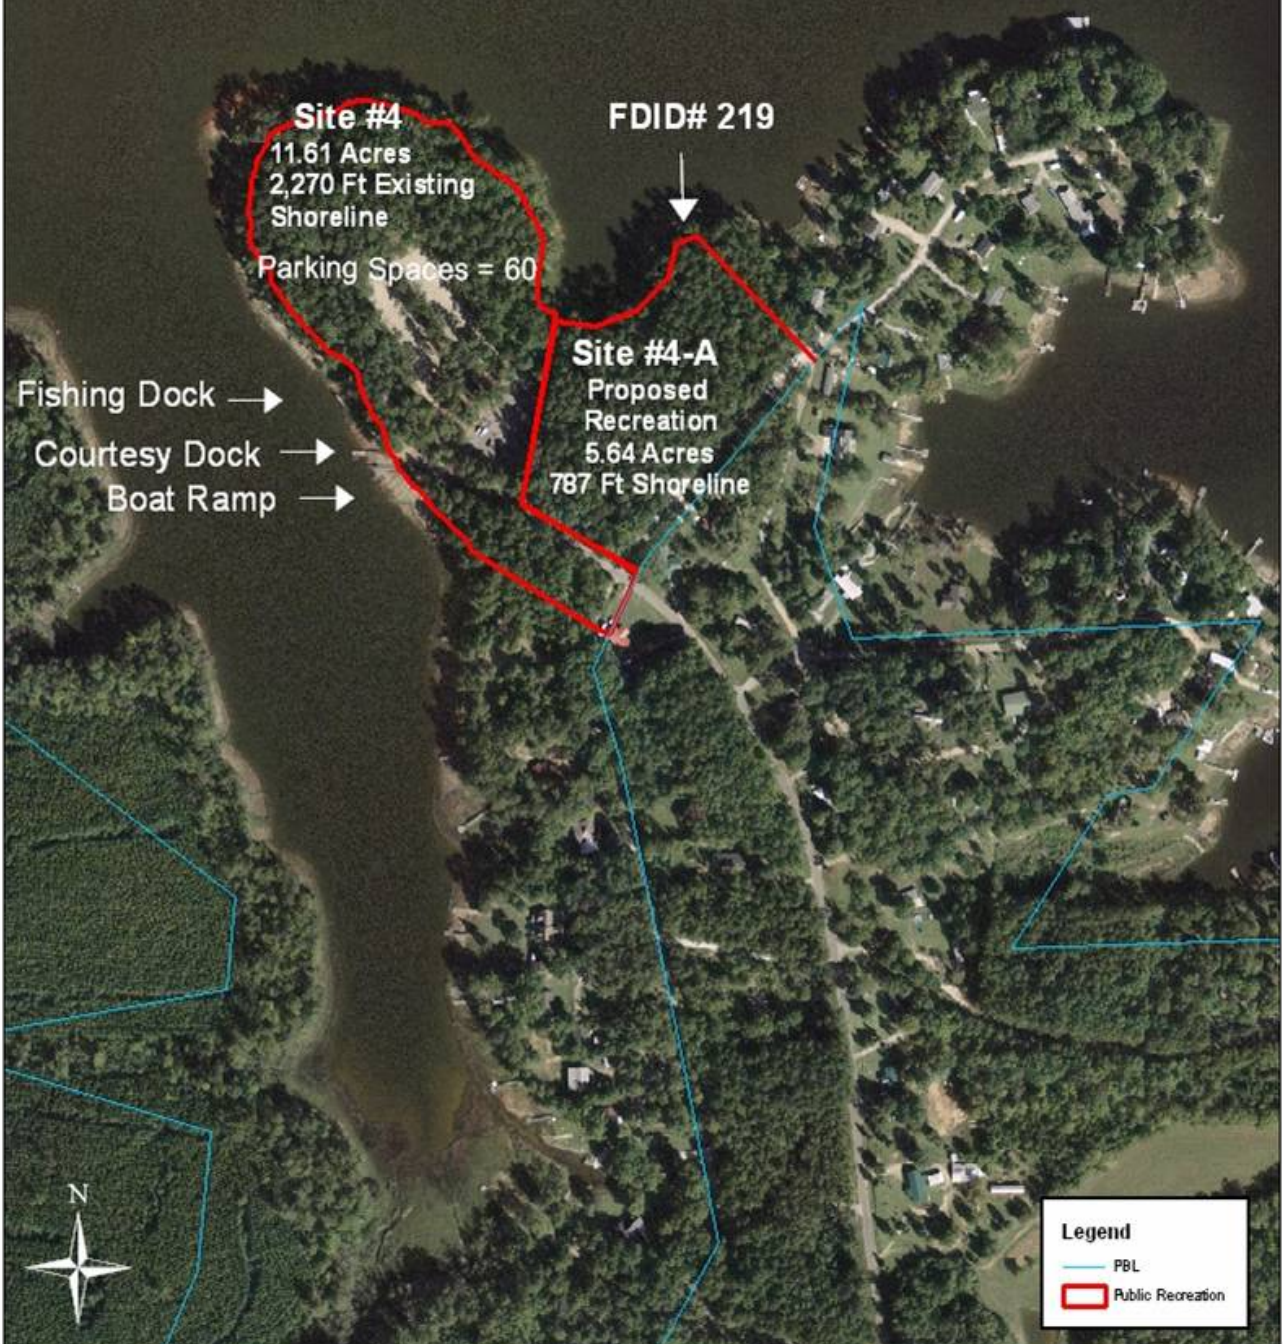 Site #4
11.61 Acres
2,270 Ft Existing
Shoreline
Parking Spaces = 60
FDID# 219
Site #4-A
Proposed
Recreation
5.64 Acres
787 Ft Shoreline
Fishing Dock
Courtesy Dock
Boat Ramp
N
Legend
PBL
Public Recreation